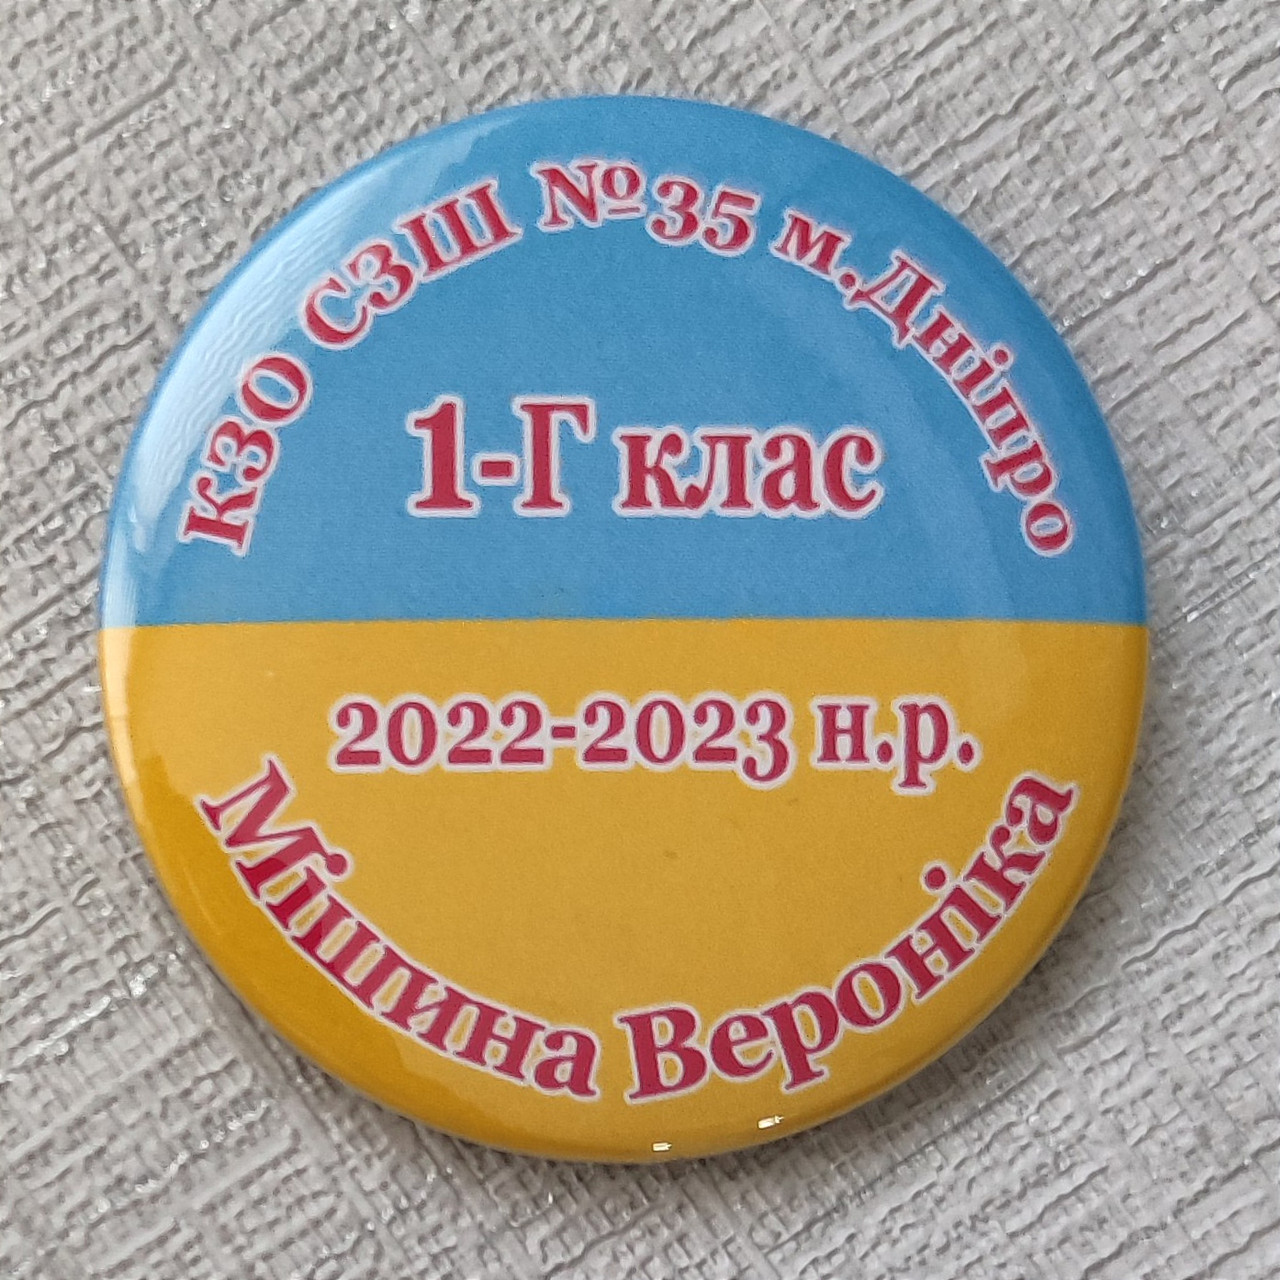 КЗО СЗШ №35 м.Дніпро
1-Г клас
2022-2023 н.р.
Мішина Вероніка